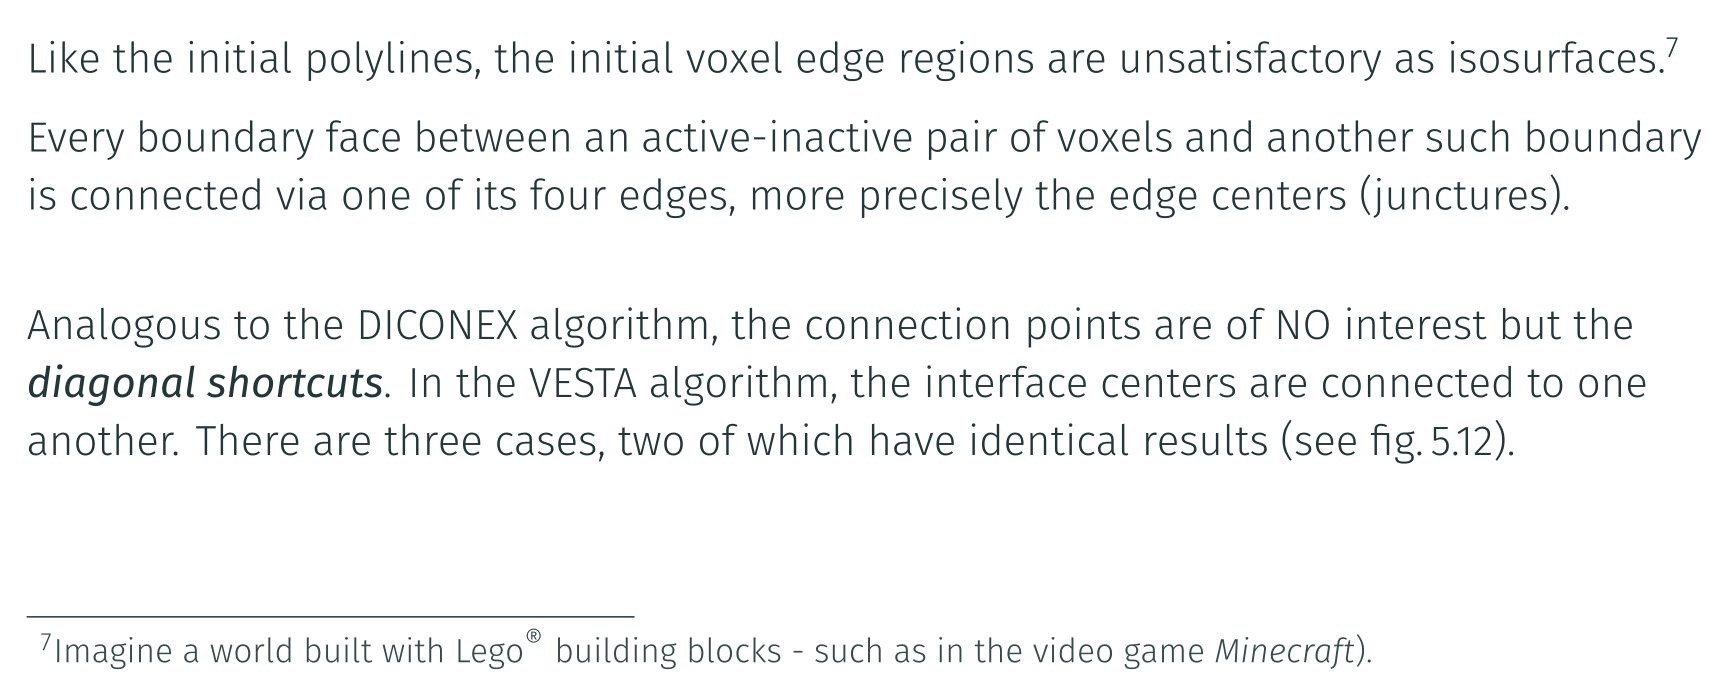 Like the initial polylines, the initial voxel edge regions are unsatisfactory as isosurfaces.⁷
Every boundary face between an active-inactive pair of voxels and another such boundary
is connected via one of its four edges, more precisely the edge centers (junctures).
Analogous to the DICONEX algorithm, the connection points are of NO interest but the
diagonal shortcuts. In the VESTA algorithm, the interface centers are connected to one
another. There are three cases, two of which have identical results (see fig. 5.12).
⁷Imagine a world built with Lego® building blocks - such as in the video game Minecraft).